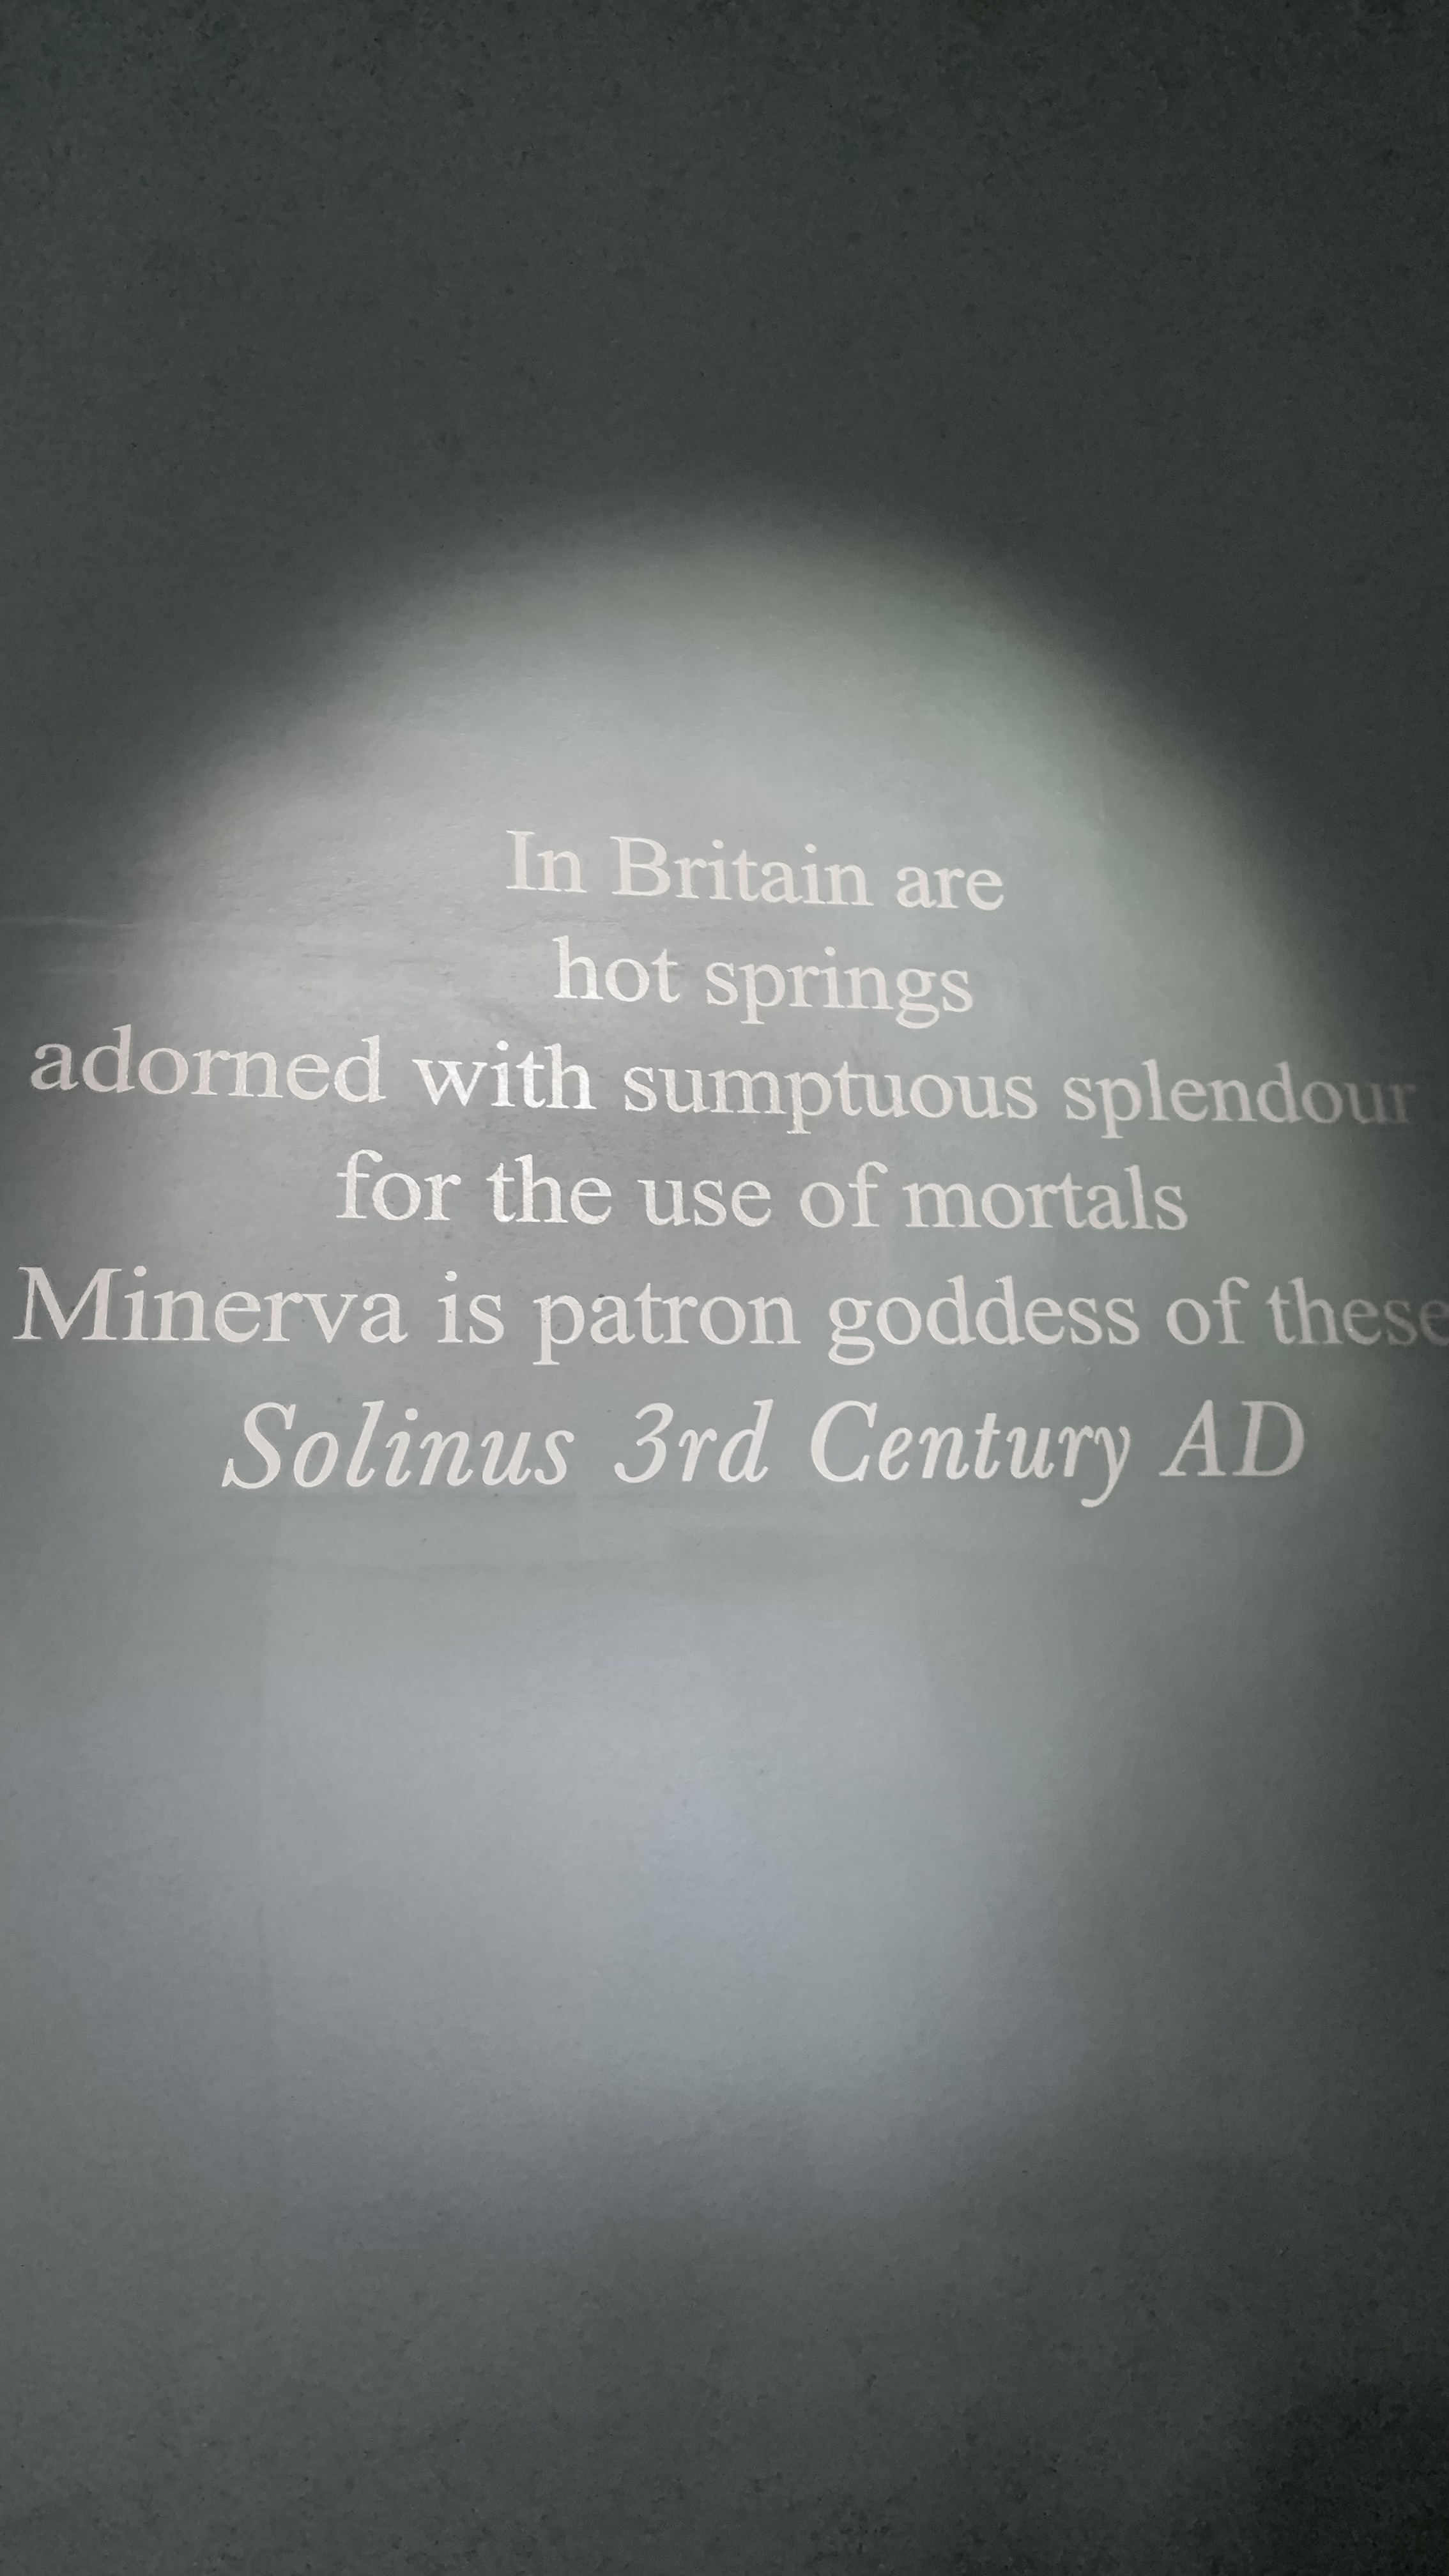 In Britain are
hot springs
adorned with sumptuous splendour
for the use of mortals
Minerva is patron goddess of these
Solinus 3rd Century AD